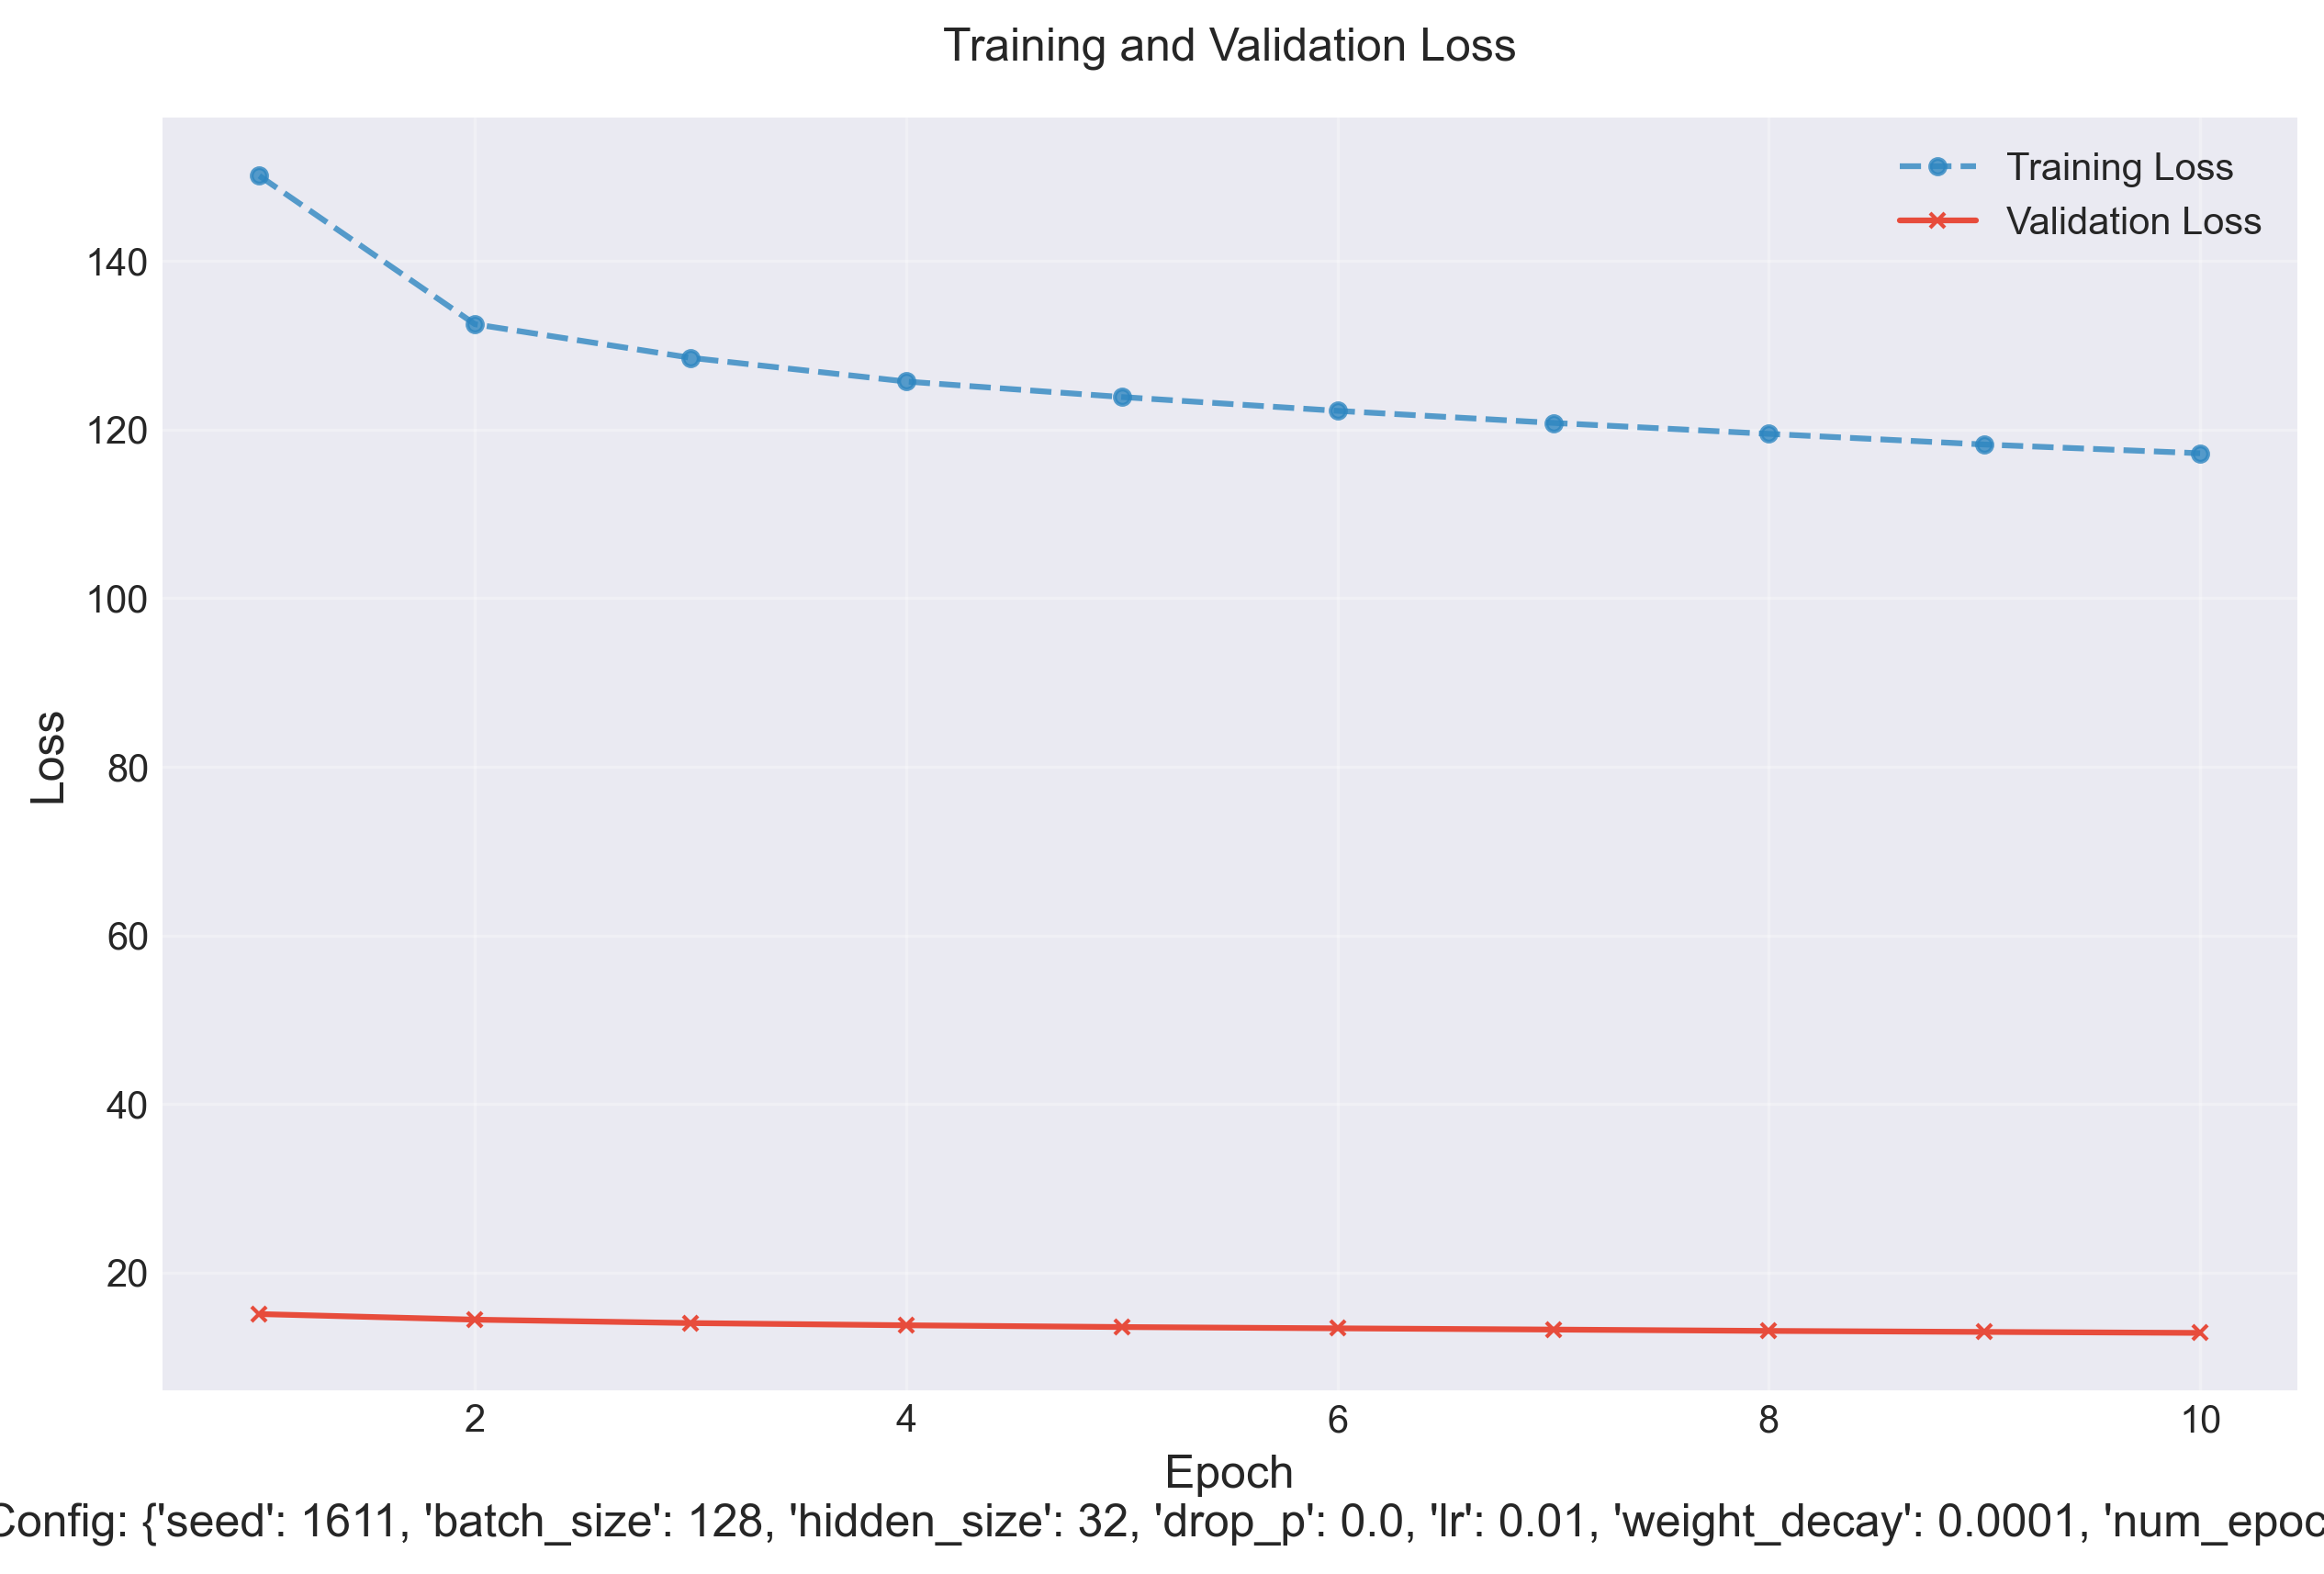 Training and Validation Loss
Training Loss
Validation Loss
140
120
100
80
60
40
20
Loss
2 4 6 8 10
Epoch
Config: {'seed': 1611, 'batch_size': 128, 'hidden_size': 32, 'drop_p': 0.0, 'lr': 0.01, 'weight_decay': 0.0001, 'num_epoc